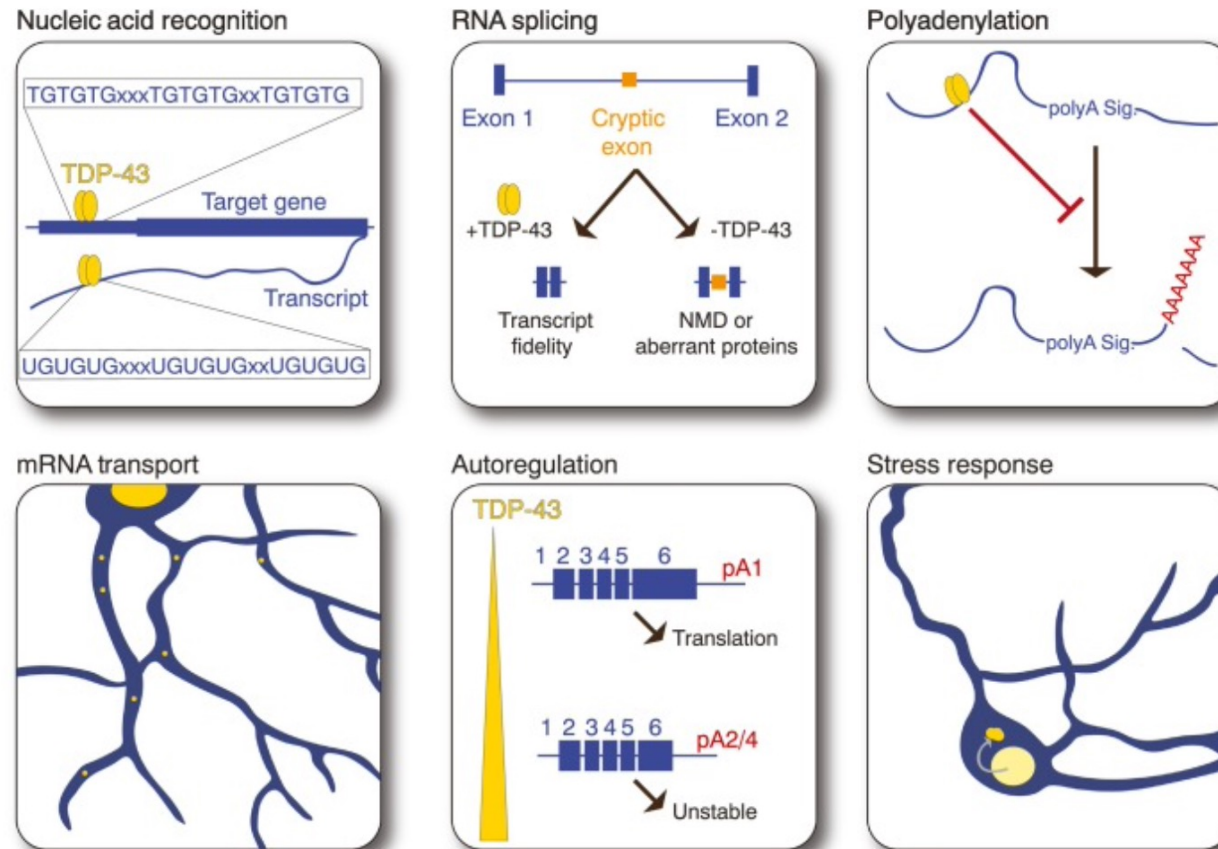 Nucleic acid recognition
TGTGTGxxxTGTGTGxxTGTGTG
TDP-43
Target gene
Transcript
UGUGUGxxxUGUGUGxxUGUGUG
RNA splicing
Exon 1
Cryptic
exon
Exon 2
+TDP-43
-TDP-43
Transcript
fidelity
NMD or
aberrant proteins
Polyadenylation
polyA Sig.
polyA Sig.
AAAAAAA
mRNA transport
Autoregulation
TDP-43
1 2 3 4 5 6
pA1
Translation
1 2 3 4 5 6
pA2/4
Unstable
Stress response